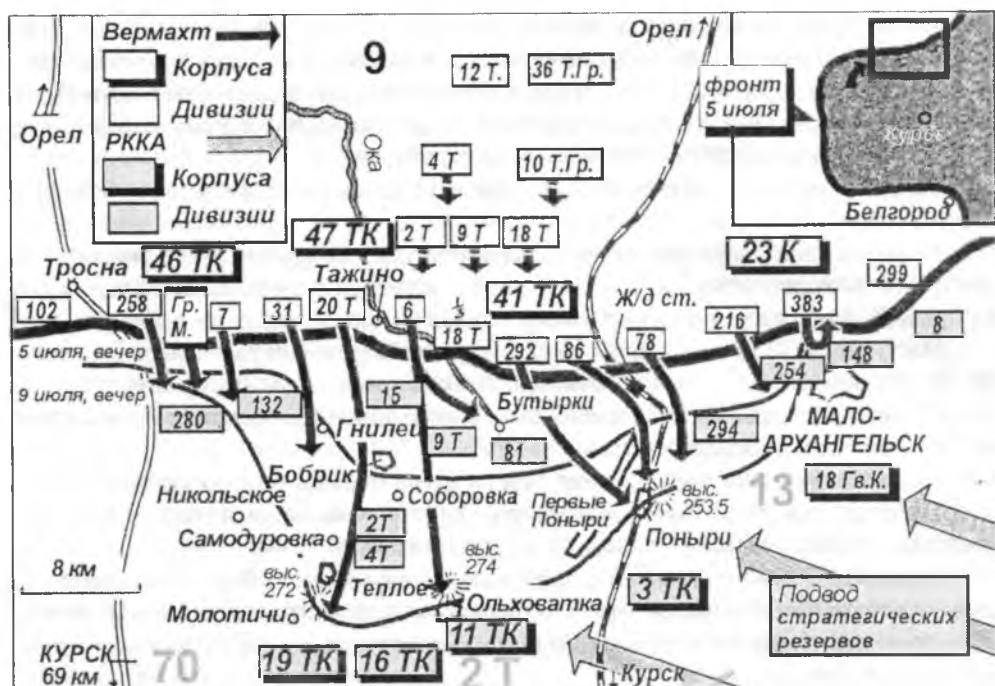 Вермахт
Корпуса
Дивизии
РККА
Корпуса
Дивизии
9
12 Т.
36 Т.Гр.
Орел
фронт
5 июля
Курск
Белгород
Орел
Ока
4 Т
10 Т.Гр.
2 Т
9 Т
18 Т
46 ТК
47 ТК
Тажино
41 ТК
23 К
299
Тросна
102
258
Гр.
М.
7
31
20 Т
6
18 Т
292
86
Ж/д ст.
78
216
383
8
148
254
5 июля, вечер
9 июля, вечер
280
132
15
9 Т.
81
294
Гнилец
Бутырки
МАЛО-
АРХАНГЕЛЬСК
Бобрик
Соборовка
Никольское
Самодуровка
Первые
Поныри
выс.
253.5
Поныри
13
18 Гв.К.
2Т
4Т
8 км
выс.
272
Теплое
выс.
274
Молотичи
Ольховатка
3 ТК
Подвод
стратегических
резервов
11 ТК
19 ТК
16 ТК
2 Т
70
КУРСК
69 км
Курск